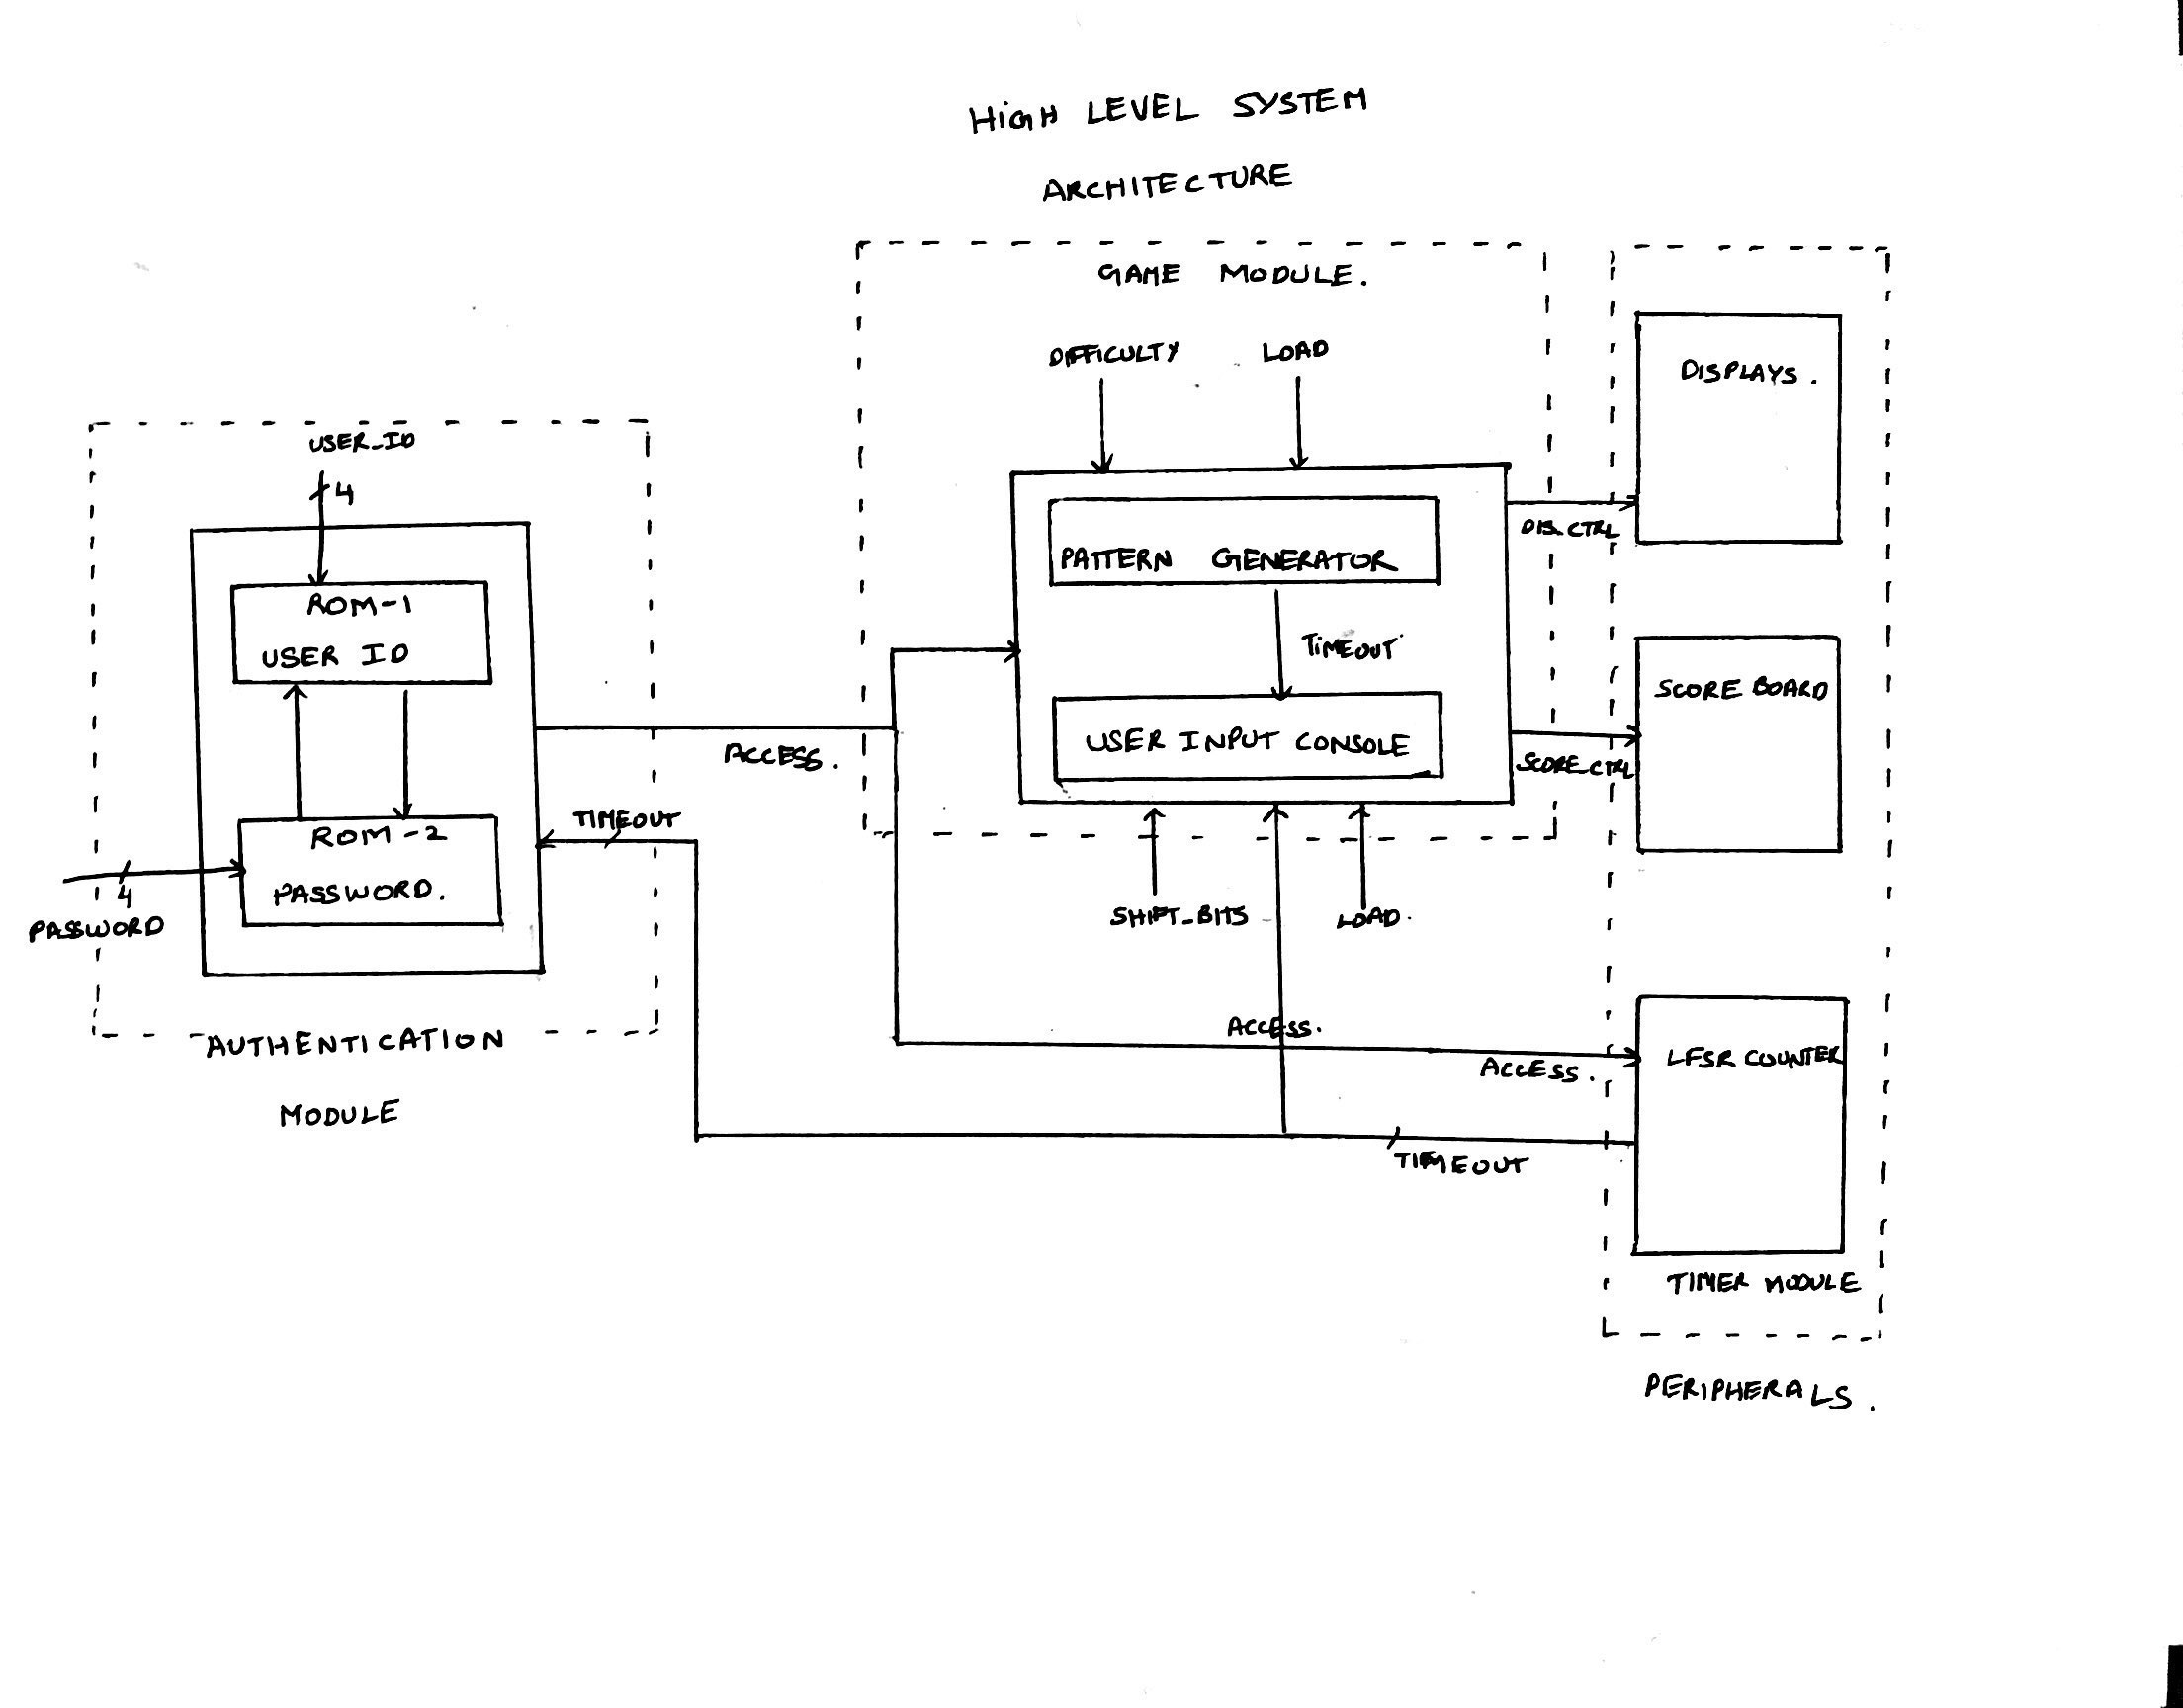 HIGH LEVEL SYSTEM
ARCHITECTURE
GAME MODULE.
DIFFICULTY
LOAD
DISPLAYS.
USER_ID
4
DIS_CTRL
PATTERN GENERATOR
ROM-1
USER ID
TIMEOUT
SCORE BOARD
USER INPUT CONSOLE
ACCESS.
SCORE_CTRL
TIMEOUT
ROM-2
PASSWORD.
4
PASSWORD
SHIFT_BITS
LOAD.
ACCESS.
AUTHENTICATION
MODULE
LFSR COUNTER
ACCESS.
TIMEOUT
TIMER MODULE
PERIPHERALS.